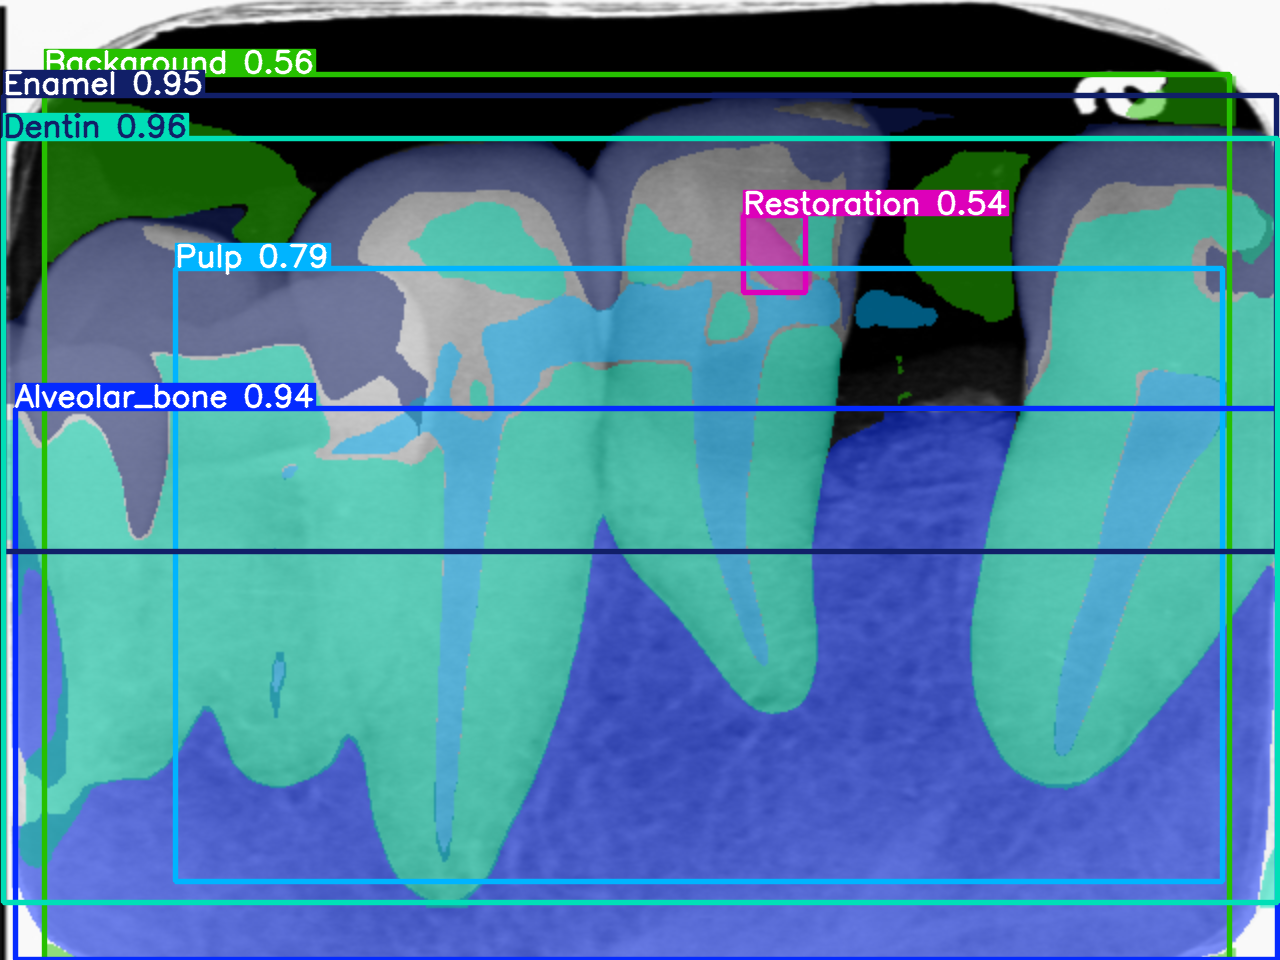 Background 0.56
Enamel 0.95
Dentin 0.96
Restoration 0.54
Pulp 0.79
Alveolar_bone 0.94